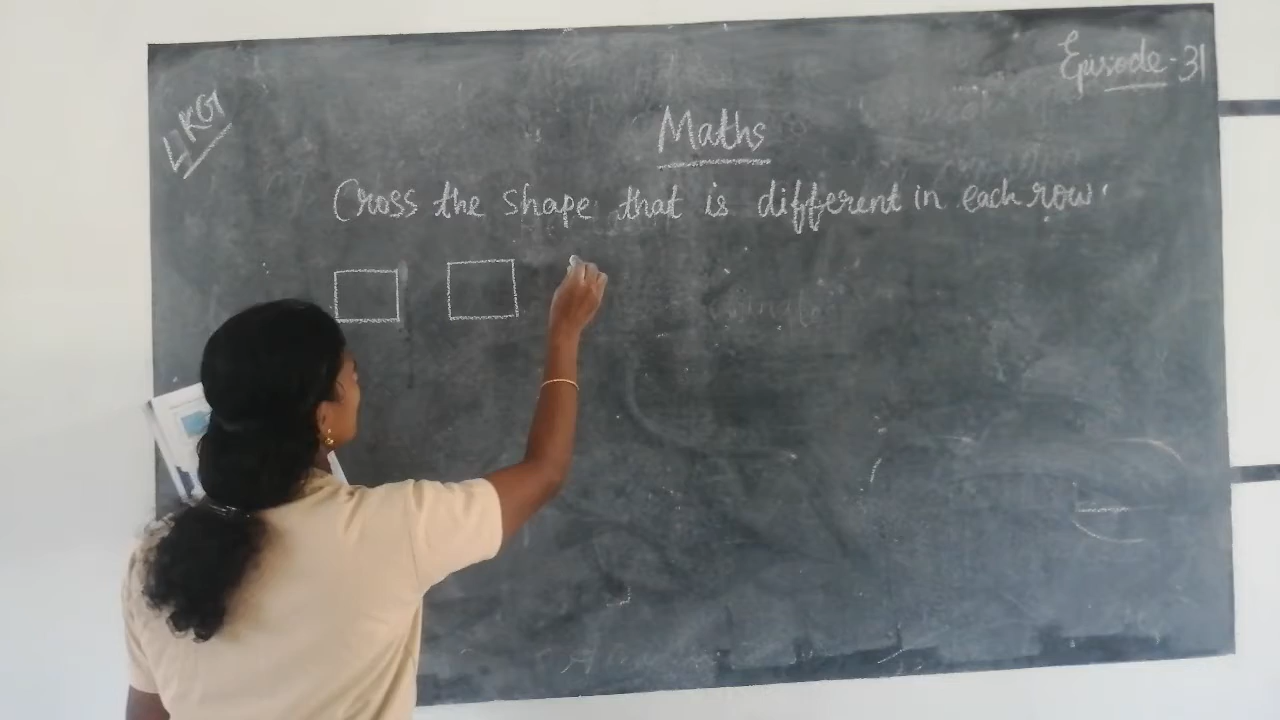 Episode-31
LKG
Maths
Cross the shape that is different in each row.